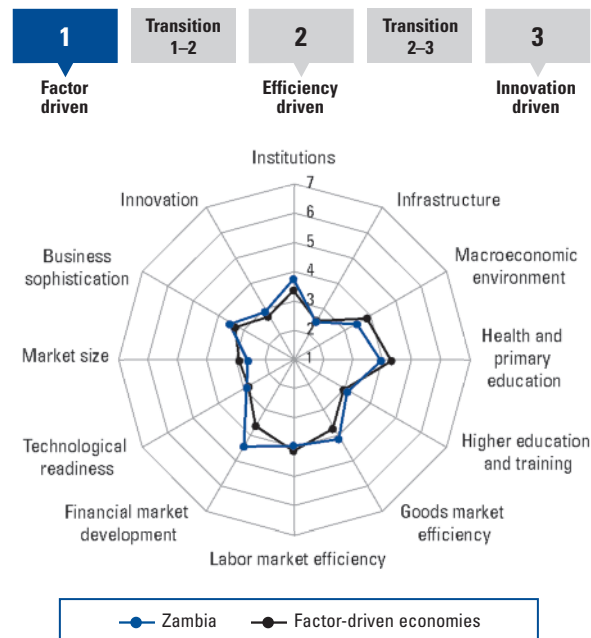 1
Transition
1–2
2
Transition
2–3
3
Factor
driven
Efficiency
driven
Innovation
driven
Institutions
Infrastructure
Macroeconomic
environment
Health and
primary
education
Higher education
and training
Goods market
efficiency
Labor market efficiency
Financial market
development
Technological
readiness
Market size
Business
sophistication
Innovation
7
6
5
4
3
2
1
Zambia
Factor-driven economies